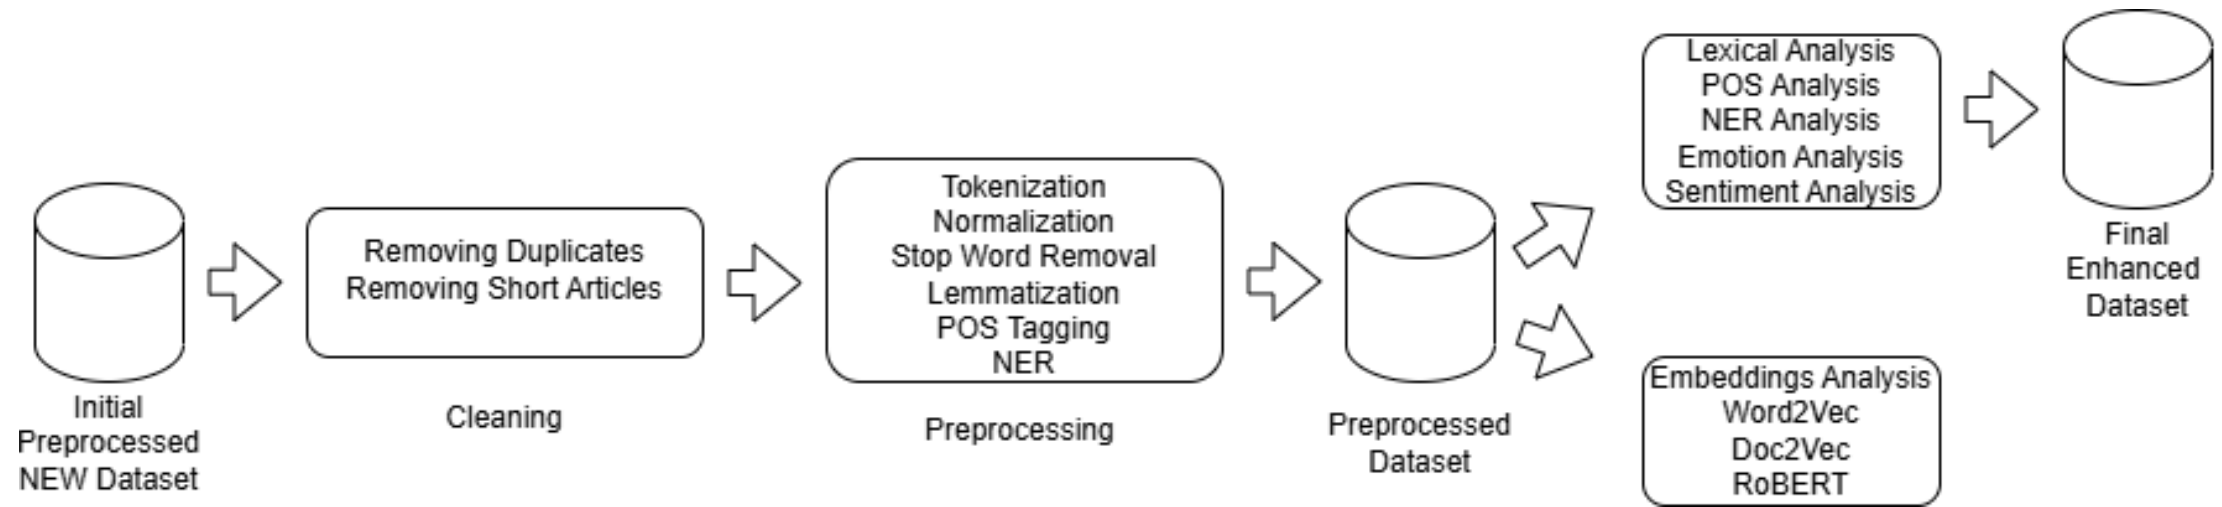 Initial
Preprocessed
NEW Dataset
Removing Duplicates
Removing Short Articles
Cleaning
Tokenization
Normalization
Stop Word Removal
Lemmatization
POS Tagging
NER
Preprocessing
Preprocessed
Dataset
Lexical Analysis
POS Analysis
NER Analysis
Emotion Analysis
Sentiment Analysis
Embeddings Analysis
Word2Vec
Doc2Vec
RoBERT
Final
Enhanced
Dataset